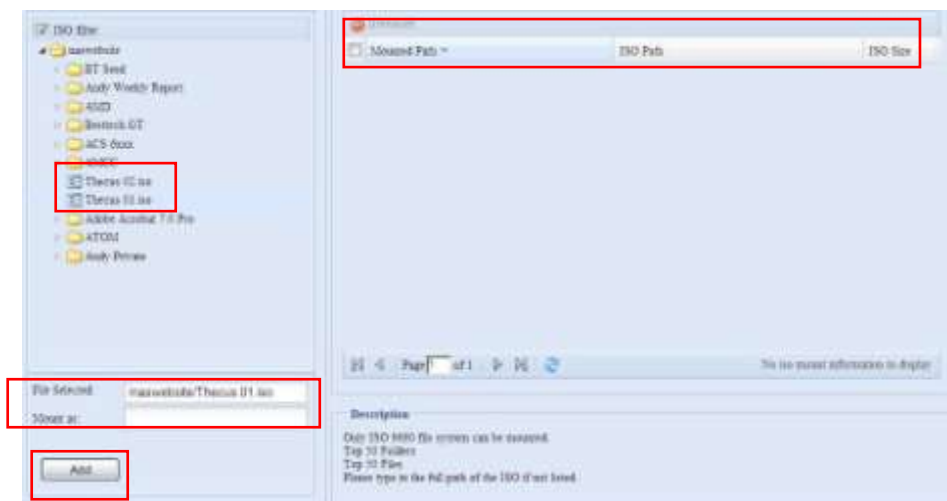 ISO filter
naswebsite
BT Seed
Andy Weekly Report
AMD
GT
ACS 6xxx
AMCC
Thecus 02.iso
Thecus 01.iso
Adobe Acrobat 7.0 Pro
ATOM
Andy Private
File Selected:
naswebsite/Thecus 01.iso
Mount as:
Add
Unmount
Mounted Path
ISO Path
ISO Size
Page 1 of 1
No iso mount information to display
Description
Only ISO 9660 file system can be mounted.
Top 50 Folders
Top 50 Files
Please type in the full path of the ISO if not listed.